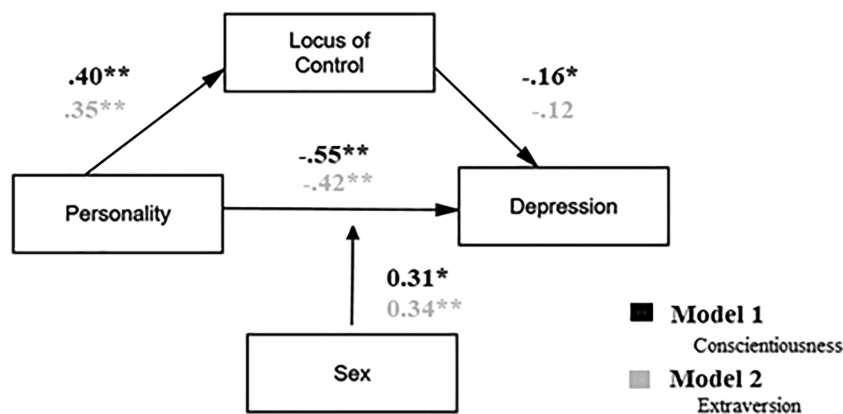 Locus of
Control
.40**
.35**
-.16*
-.12
-.55**
-.42**
Personality
Depression
0.31*
0.34**
Sex
Model 1
Conscientiousness
Model 2
Extraversion